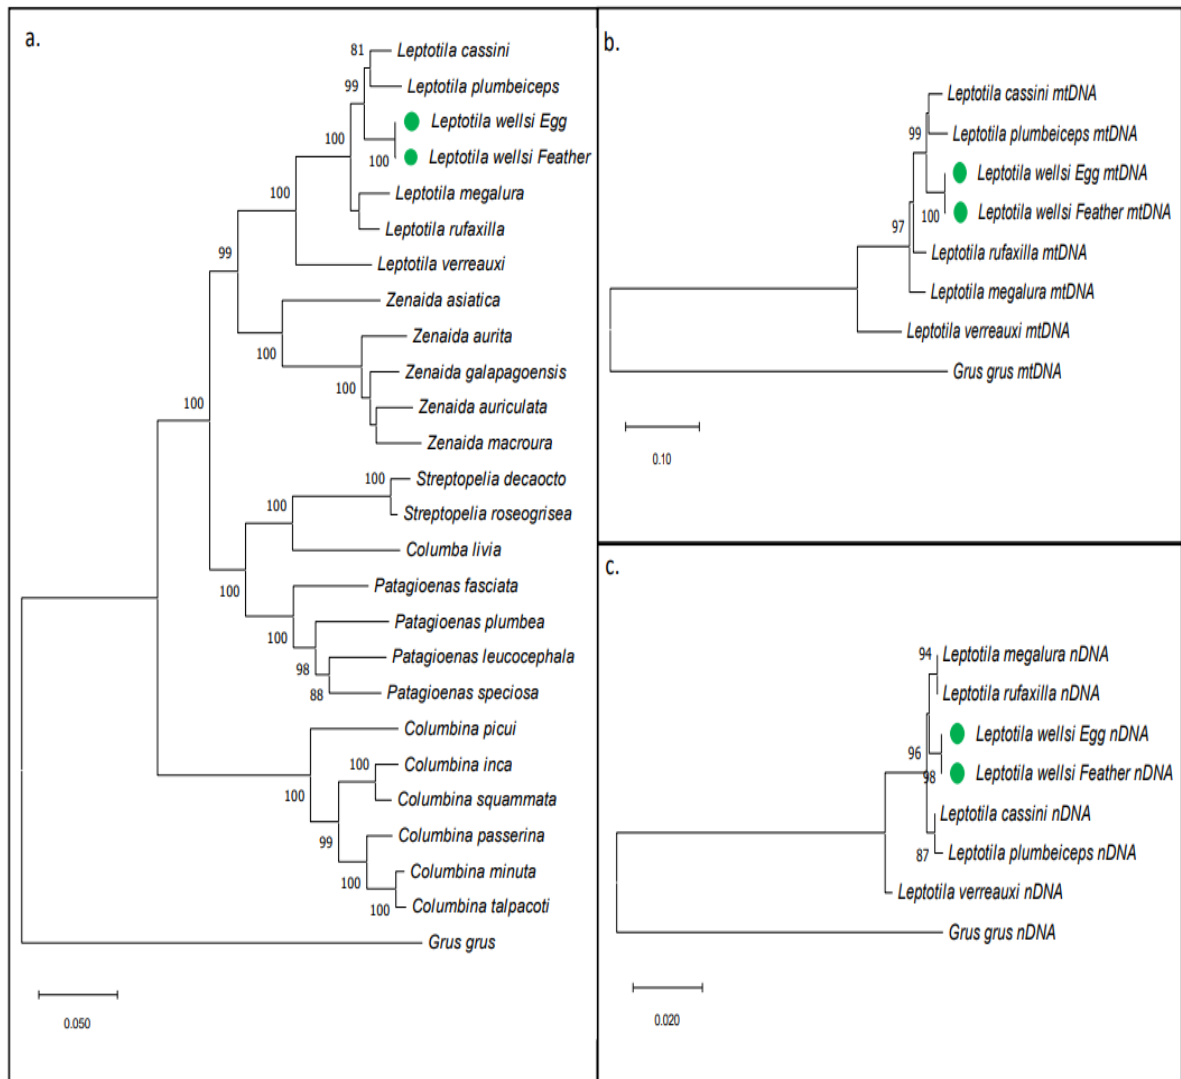 a.
81
Leptotila cassini
99
Leptotila plumbeiceps
Leptotila wellsi Egg
100
100
Leptotila wellsi Feather
100
Leptotila megalura
Leptotila rufaxilla
99
Leptotila verreauxi
Zenaida asiatica
Zenaida aurita
100
Zenaida galapagoensis
100
100
Zenaida auriculata
Zenaida macroura
100
Streptopelia decaocto
100
Streptopelia roseogrisea
Columba livia
100
Patagioenas fasciata
Patagioenas plumbea
100
Patagioenas leucocephala
98
88
Patagioenas speciosa
Columbina picui
100
Columbina inca
100
Columbina squammata
99
Columbina passerina
Columbina minuta
100
100
Columbina talpacoti
Grus grus
0.050
b.
Leptotila cassini mtDNA
99
Leptotila plumbeiceps mtDNA
Leptotila wellsi Egg mtDNA
100
Leptotila wellsi Feather mtDNA
97
Leptotila rufaxilla mtDNA
Leptotila megalura mtDNA
Leptotila verreauxi mtDNA
Grus grus mtDNA
0.10
c.
94
Leptotila megalura nDNA
Leptotila rufaxilla nDNA
Leptotila wellsi Egg nDNA
96
98
Leptotila wellsi Feather nDNA
Leptotila cassini nDNA
87
Leptotila plumbeiceps nDNA
Leptotila verreauxi nDNA
Grus grus nDNA
0.020